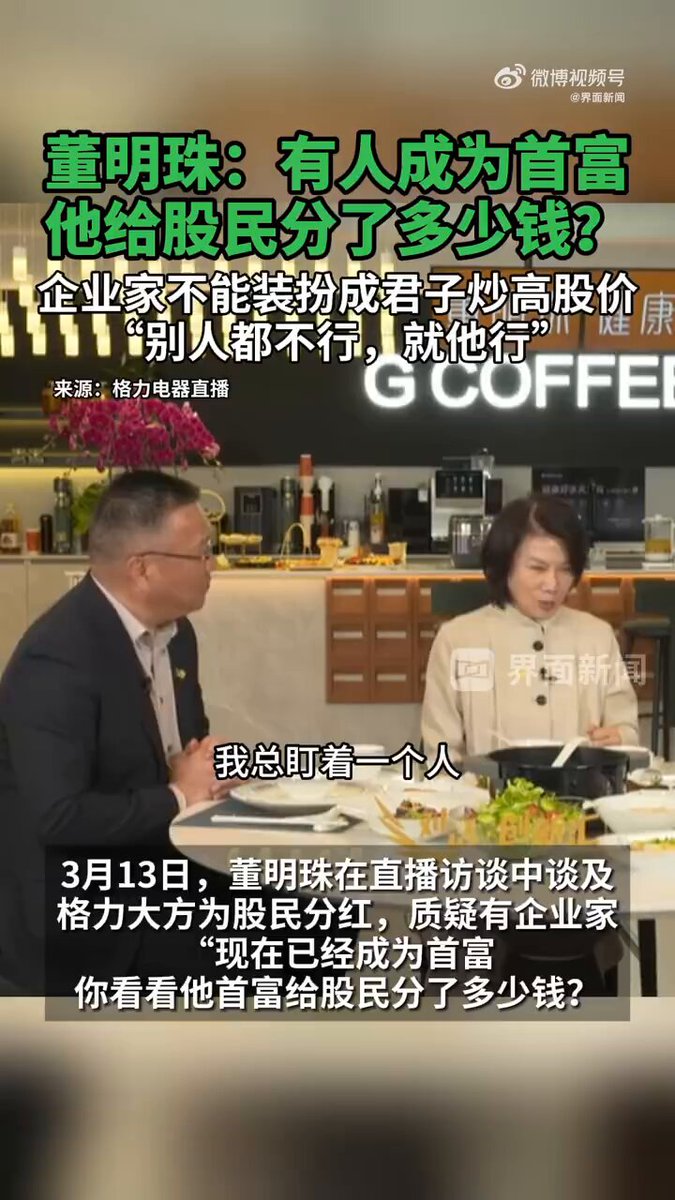 微博视频号
@界面新闻
董明珠：有人成为首富
他给股民分了多少钱？
企业家不能装扮成君子炒高股价
“别人都不行，就他行”
健康
来源：格力电器直播
G COFFEE
界面新闻
我总盯着一个人
3月13日，董明珠在直播访谈中谈及
格力大方为股民分红，质疑有企业家
“现在已经成为首富
你看看他首富给股民分了多少钱？